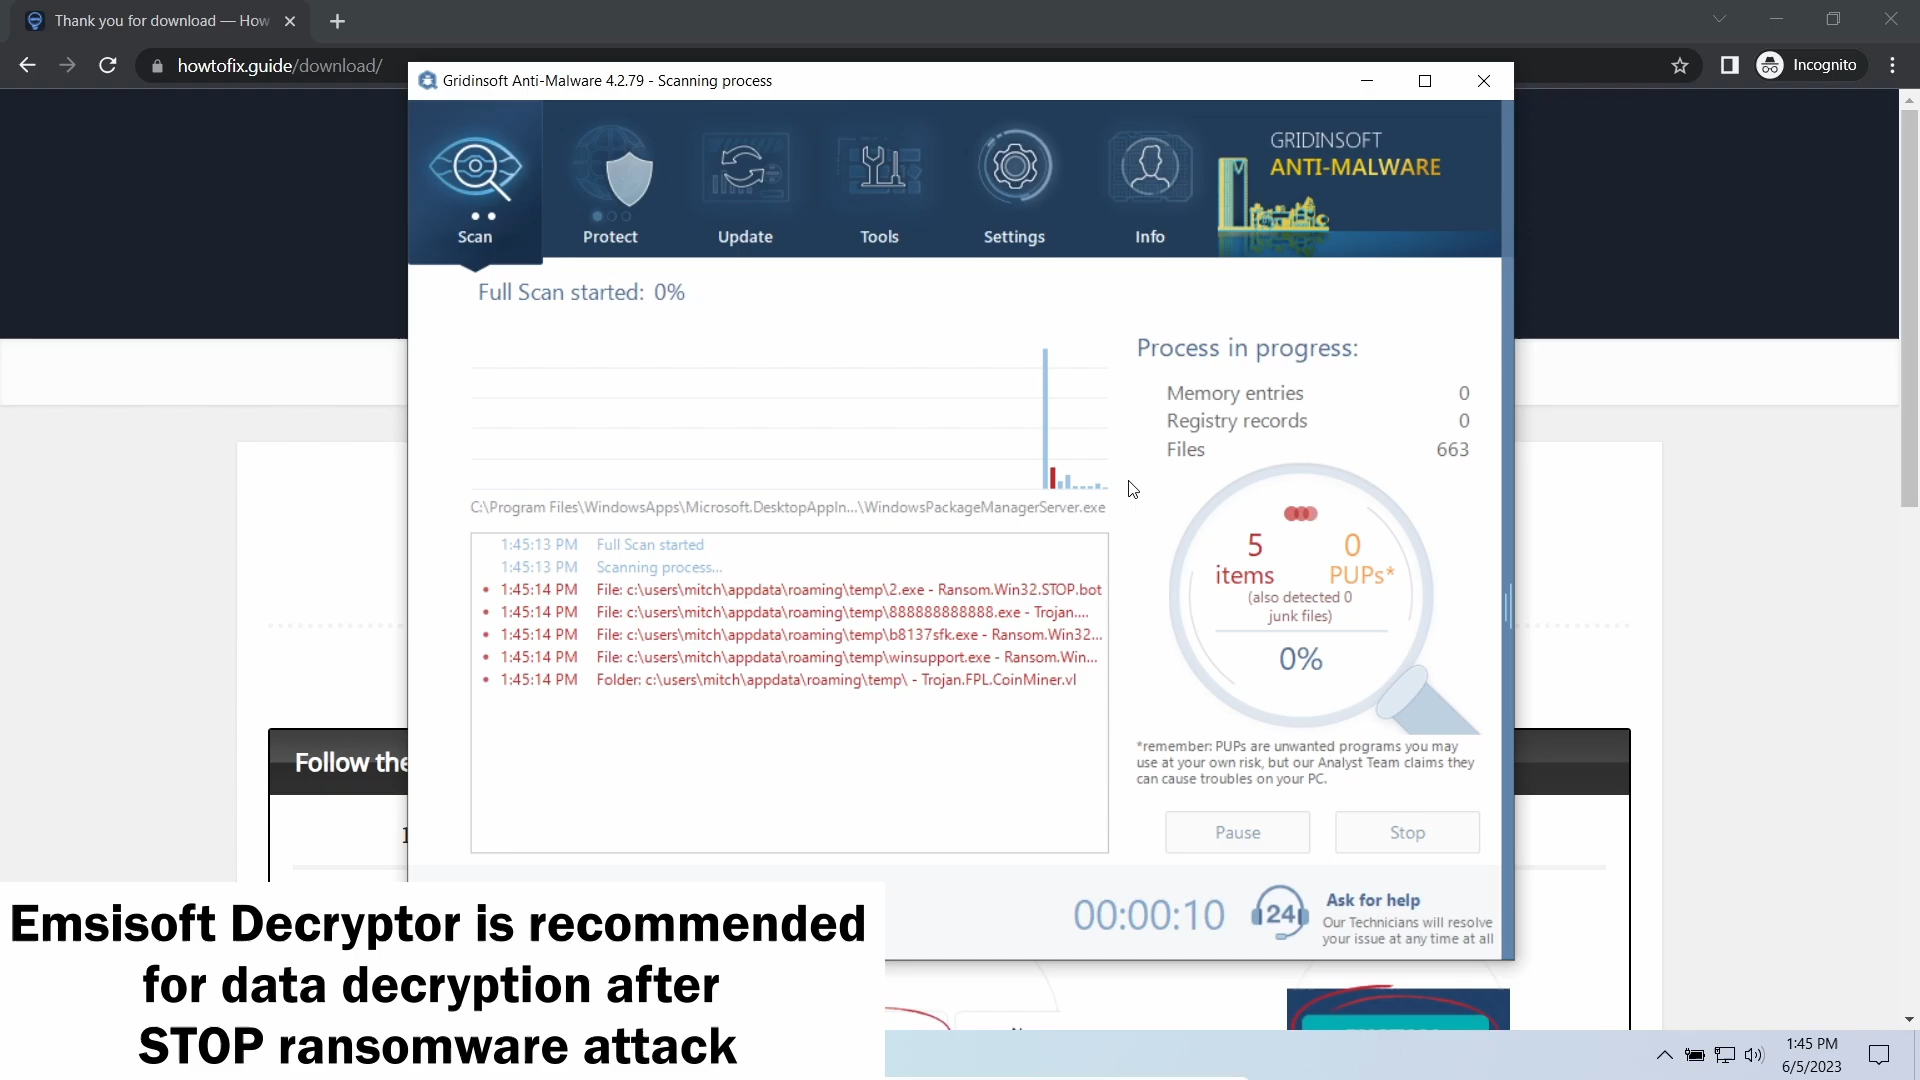 Thank you for download — How
howtofix.guide/download/
Incognito
Gridinsoft Anti-Malware 4.2.79 - Scanning process
Scan
Protect
Update
Tools
Settings
Info
GRIDINSOFT
ANTI-MALWARE
Full Scan started: 0%
Process in progress:
Memory entries 0
Registry records 0
Files 663
C:\Program Files\WindowsApps\Microsoft.DesktopAppIn...\WindowsPackageManagerServer.exe
1:45:13 PM Full Scan started
1:45:13 PM Scanning process...
• 1:45:14 PM File: c:\users\mitch\appdata\roaming\temp\2.exe - Ransom.Win32.STOP.bot
• 1:45:14 PM File: c:\users\mitch\appdata\roaming\temp\888888888888.exe - Trojan....
• 1:45:14 PM File: c:\users\mitch\appdata\roaming\temp\b8137sfk.exe - Ransom.Win32...
• 1:45:14 PM File: c:\users\mitch\appdata\roaming\temp\winsupport.exe - Ransom.Win...
• 1:45:14 PM Folder: c:\users\mitch\appdata\roaming\temp\ - Trojan.FPL.CoinMiner.vl
5 0
items PUPs*
(also detected 0
junk files)
0%
*remember: PUPs are unwanted programs you may
use at your own risk, but our Analyst Team claims they
can cause troubles on your PC.
Pause
Stop
00:00:10
24
Ask for help
Our Technicians will resolve
your issue at any time at all
Follow the
1
Emsisoft Decryptor is recommended
for data decryption after
STOP ransomware attack
1:45 PM
6/5/2023